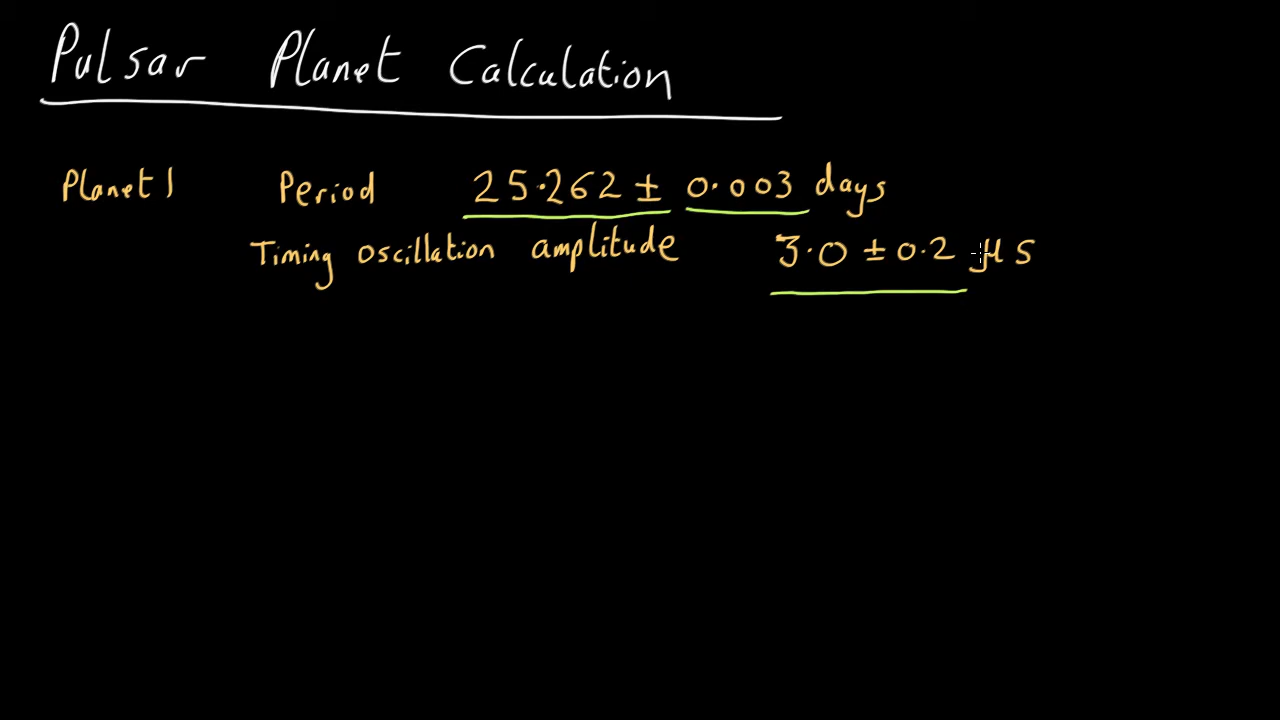 Pulsar Planet Calculation
Planet 1 Period 25.262 ± 0.003 days
Timing oscillation amplitude 3.0 ± 0.2 μs